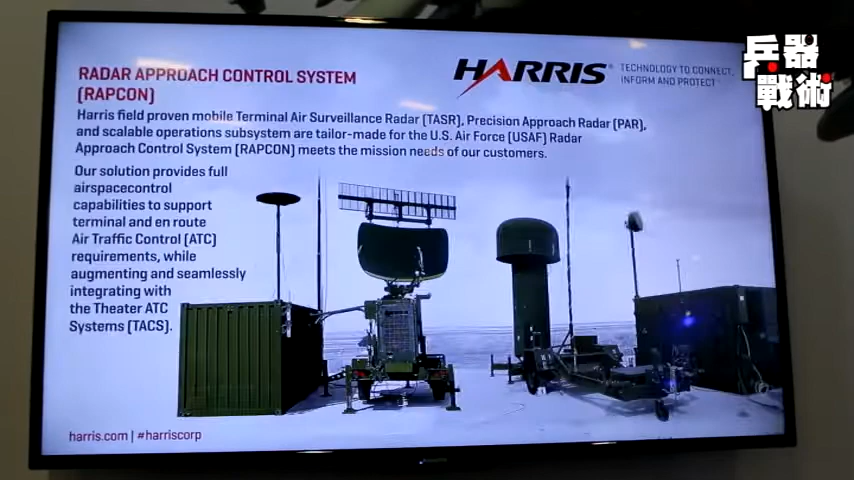 RADAR APPROACH CONTROL SYSTEM
(RAPCON)
HARRIS®
TECHNOLOGY TO CONNECT,
INFORM AND PROTECT™
兵器
戰術
Harris field proven mobile Terminal Air Surveillance Radar (TASR), Precision Approach Radar (PAR),
and scalable operations subsystem are tailor-made for the U.S. Air Force (USAF) Radar
Approach Control System (RAPCON) meets the mission needs of our customers.
Our solution provides full
airspacecontrol
capabilities to support
terminal and en route
Air Traffic Control (ATC)
requirements, while
augmenting and seamlessly
integrating with
the Theater ATC
Systems (TACS).
harris.com | #harriscorp